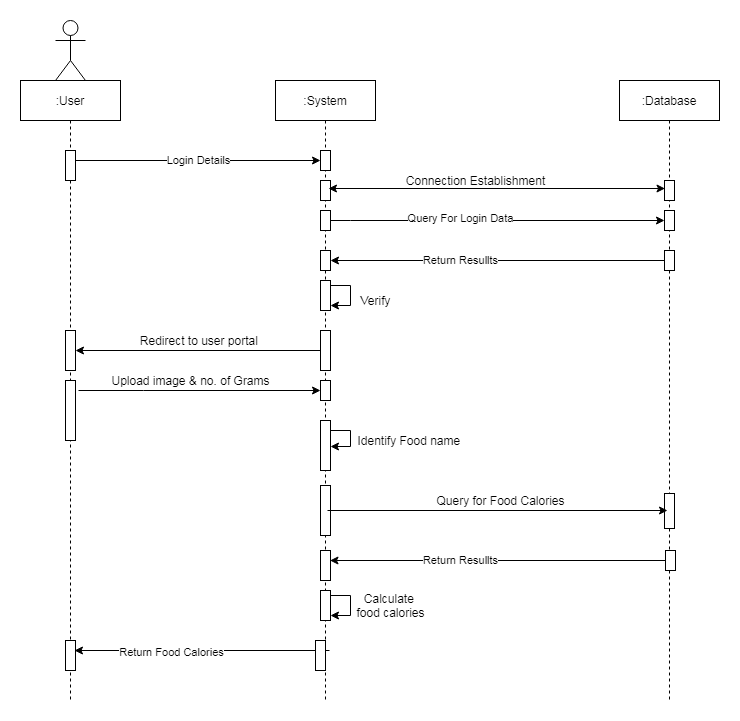 :User
:System
:Database
Login Details
Connection Establishment
Query For Login Data
Return Resullts
Verify
Redirect to user portal
Upload image & no. of Grams
Identify Food name
Query for Food Calories
Return Resullts
Calculate
food calories
Return Food Calories